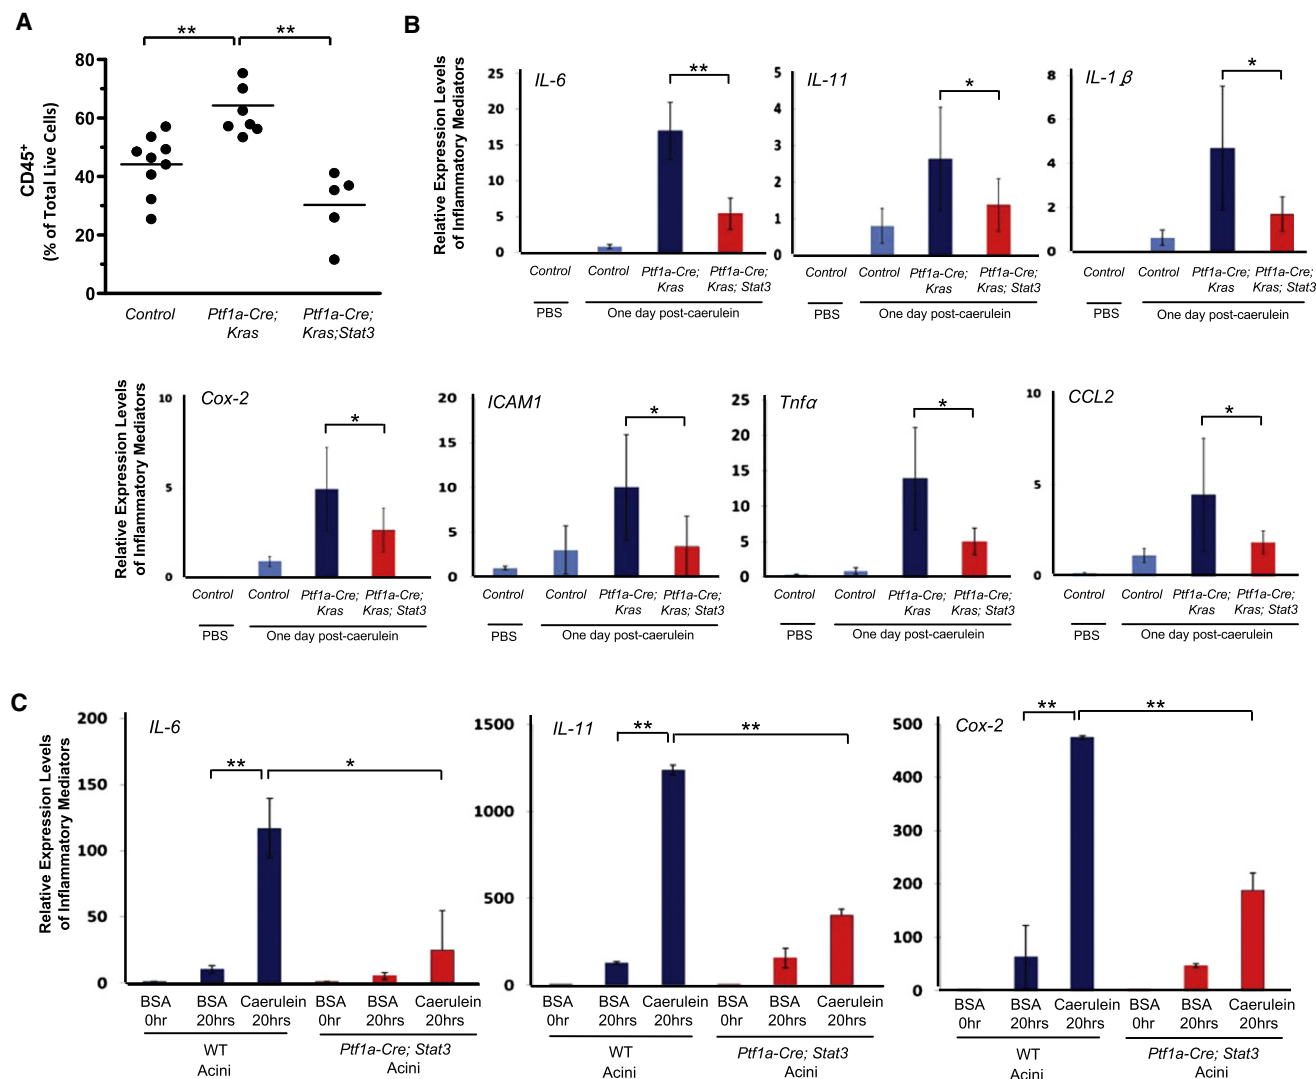 A
**
**
CD45+
(% of Total Live Cells)
80
60
40
20
0
Control
Ptf1a-Cre;
Kras
Ptf1a-Cre;
Kras;Stat3
B
Relative Expression Levels
of Inflammatory Mediators
IL-6
**
25
20
15
10
5
0
Control
Control
Ptf1a-Cre;
Kras
Ptf1a-Cre;
Kras; Stat3
PBS
One day post-caerulein
IL-11
*
5
4
3
2
1
0
Control
Control
Ptf1a-Cre;
Kras
Ptf1a-Cre;
Kras; Stat3
PBS
One day post-caerulein
IL-1 β
*
8
6
4
2
0
Control
Control
Ptf1a-Cre;
Kras
Ptf1a-Cre;
Kras; Stat3
PBS
One day post-caerulein
Relative Expression Levels
of Inflammatory Mediators
Cox-2
*
10
5
0
Control
Control
Ptf1a-Cre;
Kras
Ptf1a-Cre;
Kras; Stat3
PBS
One day post-caerulein
ICAM1
*
20
15
10
5
0
Control
Control
Ptf1a-Cre;
Kras
Ptf1a-Cre;
Kras; Stat3
PBS
One day post-caerulein
Tnfα
*
25
20
15
10
5
0
Control
Control
Ptf1a-Cre;
Kras
Ptf1a-Cre;
Kras; Stat3
PBS
One day post-caerulein
CCL2
*
10
5
0
Control
Control
Ptf1a-Cre;
Kras
Ptf1a-Cre;
Kras; Stat3
PBS
One day post-caerulein
C
Relative Expression Levels
of Inflammatory Mediators
IL-6
**
*
200
150
100
50
0
BSA
0hr
BSA
20hrs
Caerulein
20hrs
BSA
0hr
BSA
20hrs
Caerulein
20hrs
WT
Acini
Ptf1a-Cre; Stat3
Acini
IL-11
**
**
1500
1000
500
0
BSA
0hr
BSA
20hrs
Caerulein
20hrs
BSA
0hr
BSA
20hrs
Caerulein
20hrs
WT
Acini
Ptf1a-Cre; Stat3
Acini
Cox-2
**
**
500
400
300
200
100
0
BSA
0hr
BSA
20hrs
Caerulein
20hrs
BSA
0hr
BSA
20hrs
Caerulein
20hrs
WT
Acini
Ptf1a-Cre; Stat3
Acini